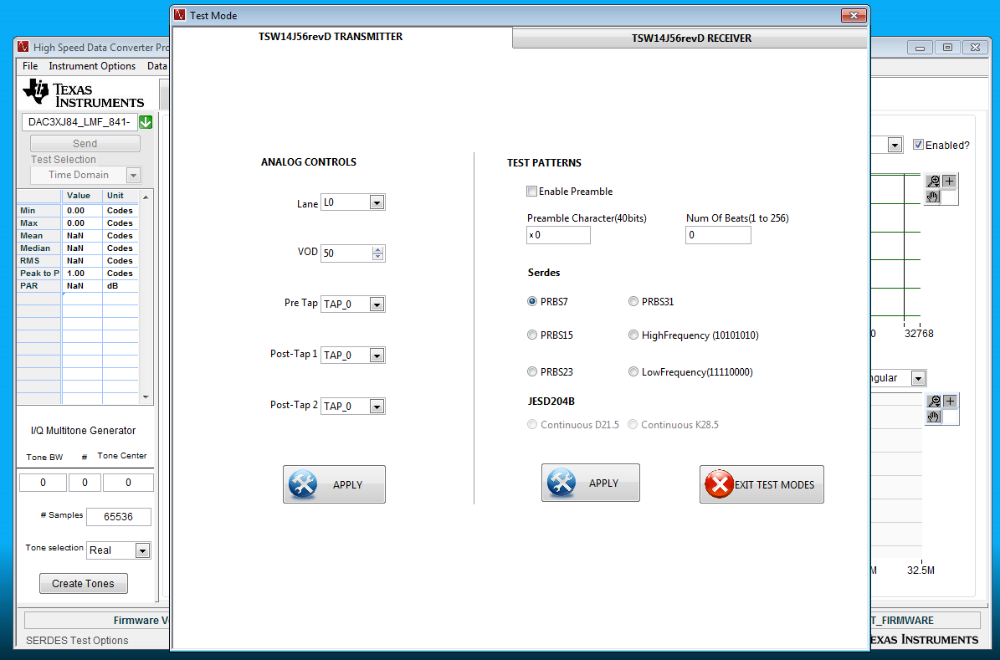 Test Mode
TSW14J56revD TRANSMITTER
TSW14J56revD RECEIVER
High Speed Data Converter Pro
File Instrument Options Data
TEXAS
INSTRUMENTS
DAC3XJ84_LMF_841-
Send
Test Selection
Time Domain
Value Unit
Min 0.00 Codes
Max 0.00 Codes
Mean NaN Codes
Median NaN Codes
RMS NaN Codes
Peak to P 1.00 Codes
PAR NaN dB
I/Q Multitone Generator
Tone BW # Tone Center
0 0 0
# Samples 65536
Tone selection Real
Create Tones
Firmware V
SERDES Test Options
ANALOG CONTROLS
Lane L0
VOD 50
Pre Tap TAP_0
Post-Tap 1 TAP_0
Post-Tap 2 TAP_0
APPLY
TEST PATTERNS
Enable Preamble
Preamble Character(40bits) Num Of Beats(1 to 256)
x 0 0
Serdes
PRBS7 PRBS31
PRBS15 HighFrequency (10101010)
PRBS23 LowFrequency(11110000)
JESD204B
Continuous D21.5 Continuous K28.5
APPLY EXIT TEST MODES
Enabled?
0 32768
ngular
M 32.5M
T_FIRMWARE
EXAS INSTRUMENTS